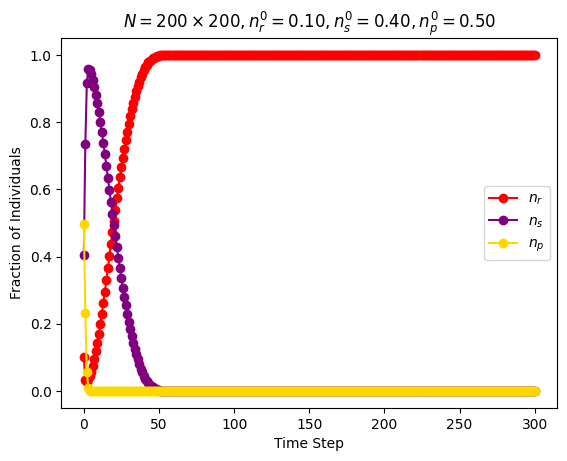 N = 200 × 200, n_r^0 = 0.10, n_s^0 = 0.40, n_p^0 = 0.50
1.0
0.8
0.6
0.4
0.2
0.0
Fraction of Individuals
n_r
n_s
n_p
0 50 100 150 200 250 300
Time Step